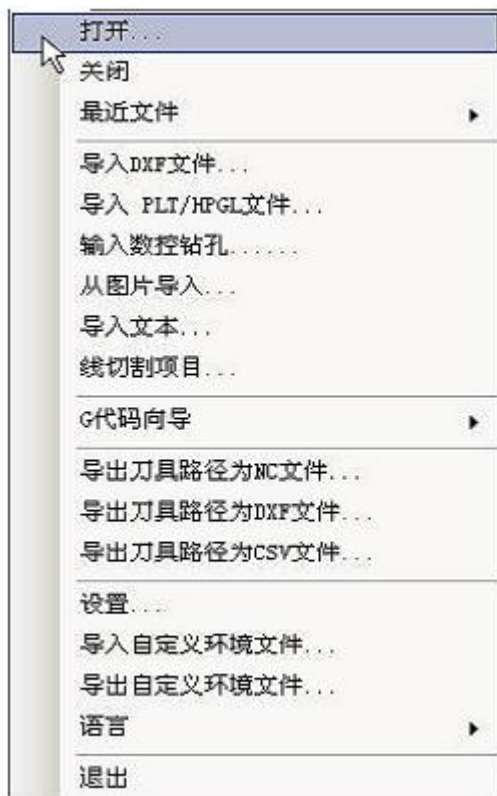 打开...
关闭
最近文件
导入DXF文件...
导入 PLT/HPGL文件...
输入数控钻孔......
从图片导入...
导入文本...
线切割项目...
G代码向导
导出刀具路径为NC文件...
导出刀具路径为DXF文件...
导出刀具路径为CSV文件...
设置...
导入自定义环境文件...
导出自定义环境文件...
语言
退出